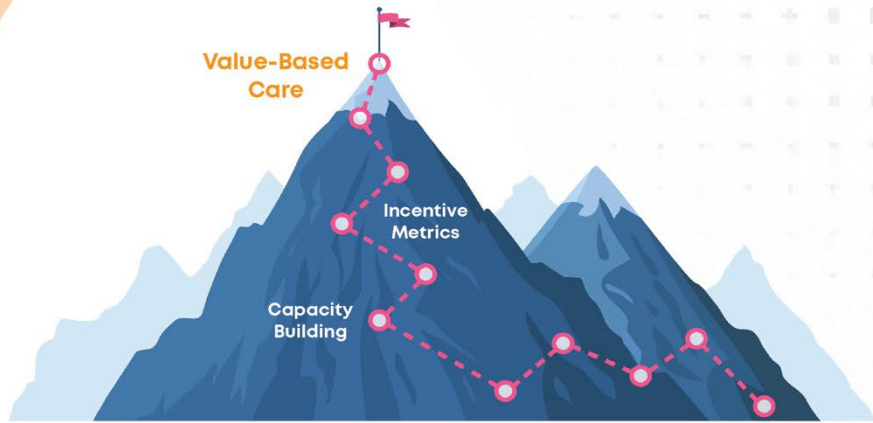 Value-Based
Care
Incentive
Metrics
Capacity
Building